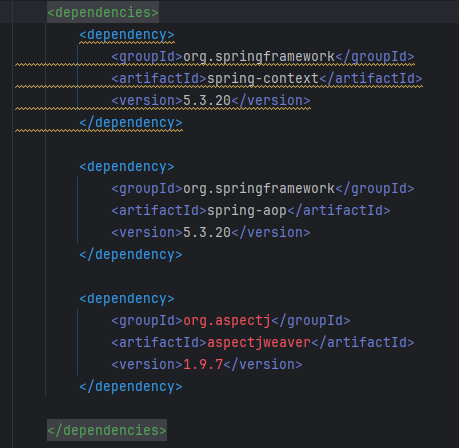 <dependencies>
<dependency>
<groupId>org.springframework</groupId>
<artifactId>spring-context</artifactId>
<version>5.3.20</version>
</dependency>
<dependency>
<groupId>org.springframework</groupId>
<artifactId>spring-aop</artifactId>
<version>5.3.20</version>
</dependency>
<dependency>
<groupId>org.aspectj</groupId>
<artifactId>aspectjweaver</artifactId>
<version>1.9.7</version>
</dependency>
</dependencies>